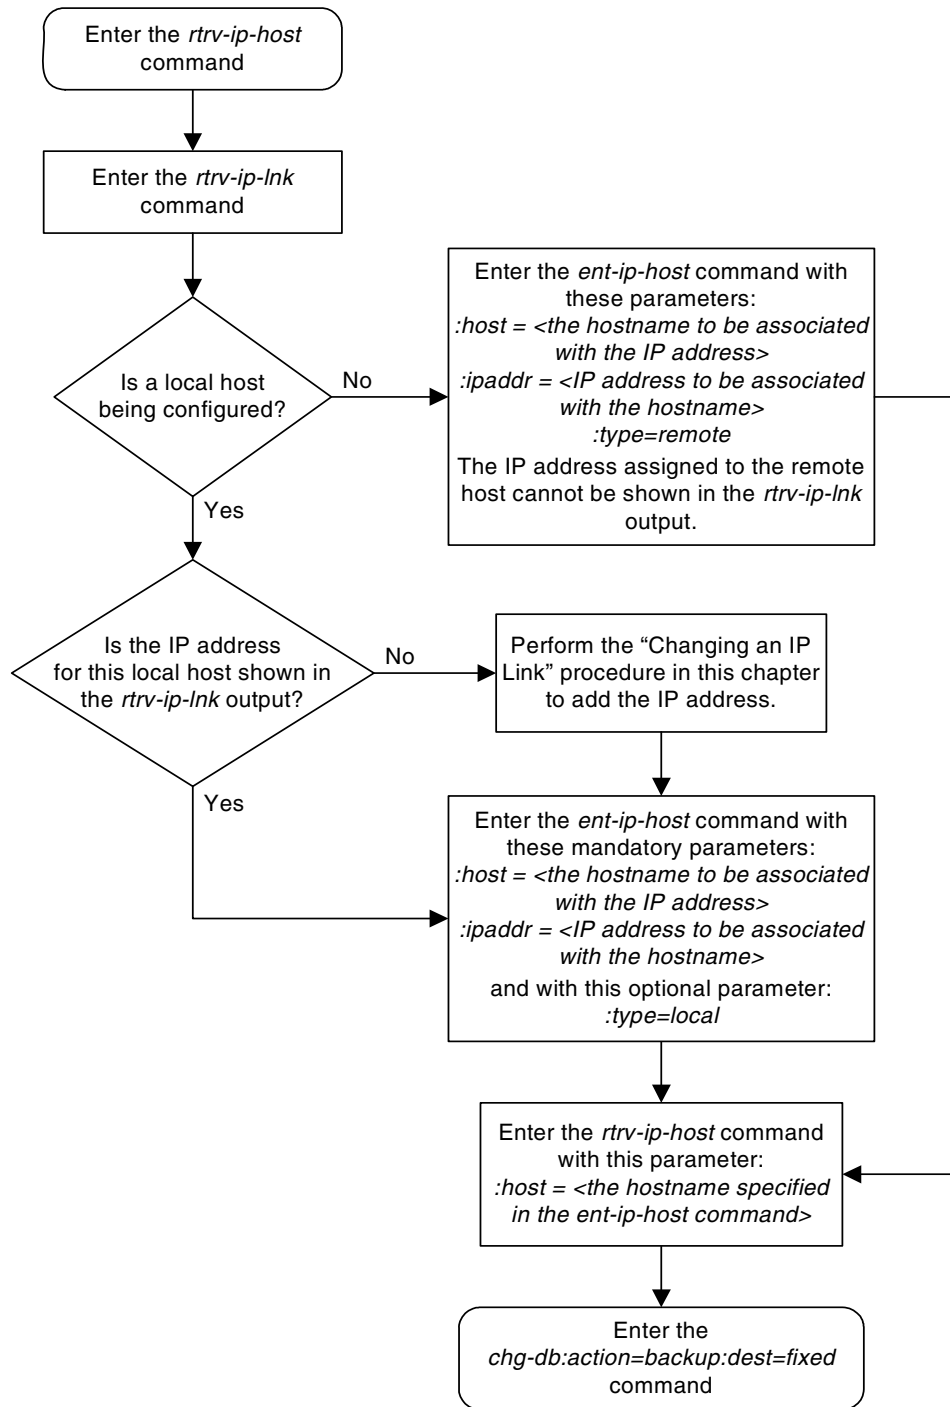 Enter the rtrv-ip-host
command
Enter the rtrv-ip-lnk
command
Is a local host
being configured?
No
Enter the ent-ip-host command with
these parameters:
:host = <the hostname to be associated
with the IP address>
:ipaddr = <IP address to be associated
with the hostname>
:type=remote
The IP address assigned to the remote
host cannot be shown in the rtrv-ip-lnk
output.
Yes
Is the IP address
for this local host shown in
the rtrv-ip-lnk output?
No
Perform the “Changing an IP
Link” procedure in this chapter
to add the IP address.
Yes
Enter the ent-ip-host command with
these mandatory parameters:
:host = <the hostname to be associated
with the IP address>
:ipaddr = <IP address to be associated
with the hostname>
and with this optional parameter:
:type=local
Enter the rtrv-ip-host command
with this parameter:
:host = <the hostname specified
in the ent-ip-host command>
Enter the
chg-db:action=backup:dest=fixed
command